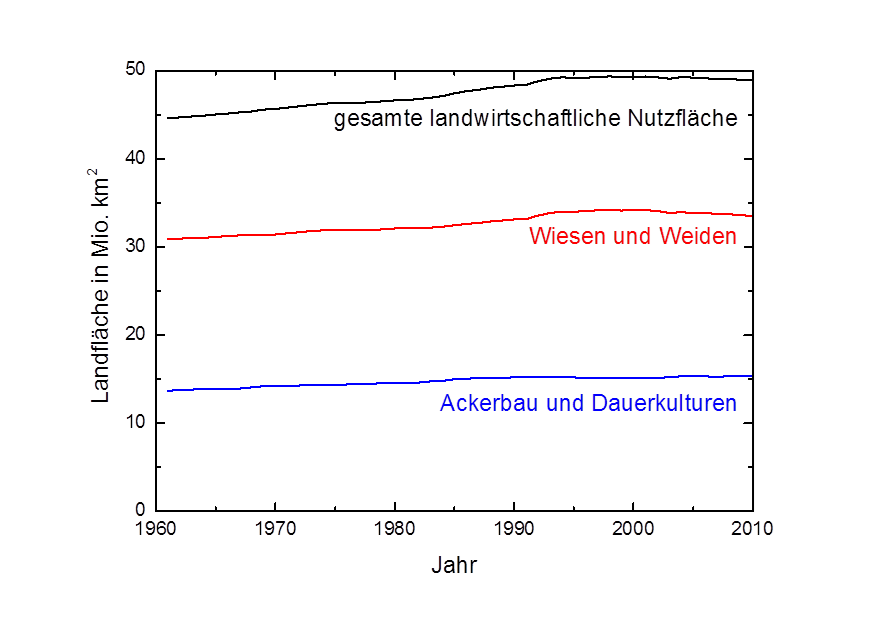 50
gesamte landwirtschaftliche Nutzfläche
40
Landfläche in Mio. km²
30
Wiesen und Weiden
20
10
Ackerbau und Dauerkulturen
0
1960 1970 1980 1990 2000 2010
Jahr